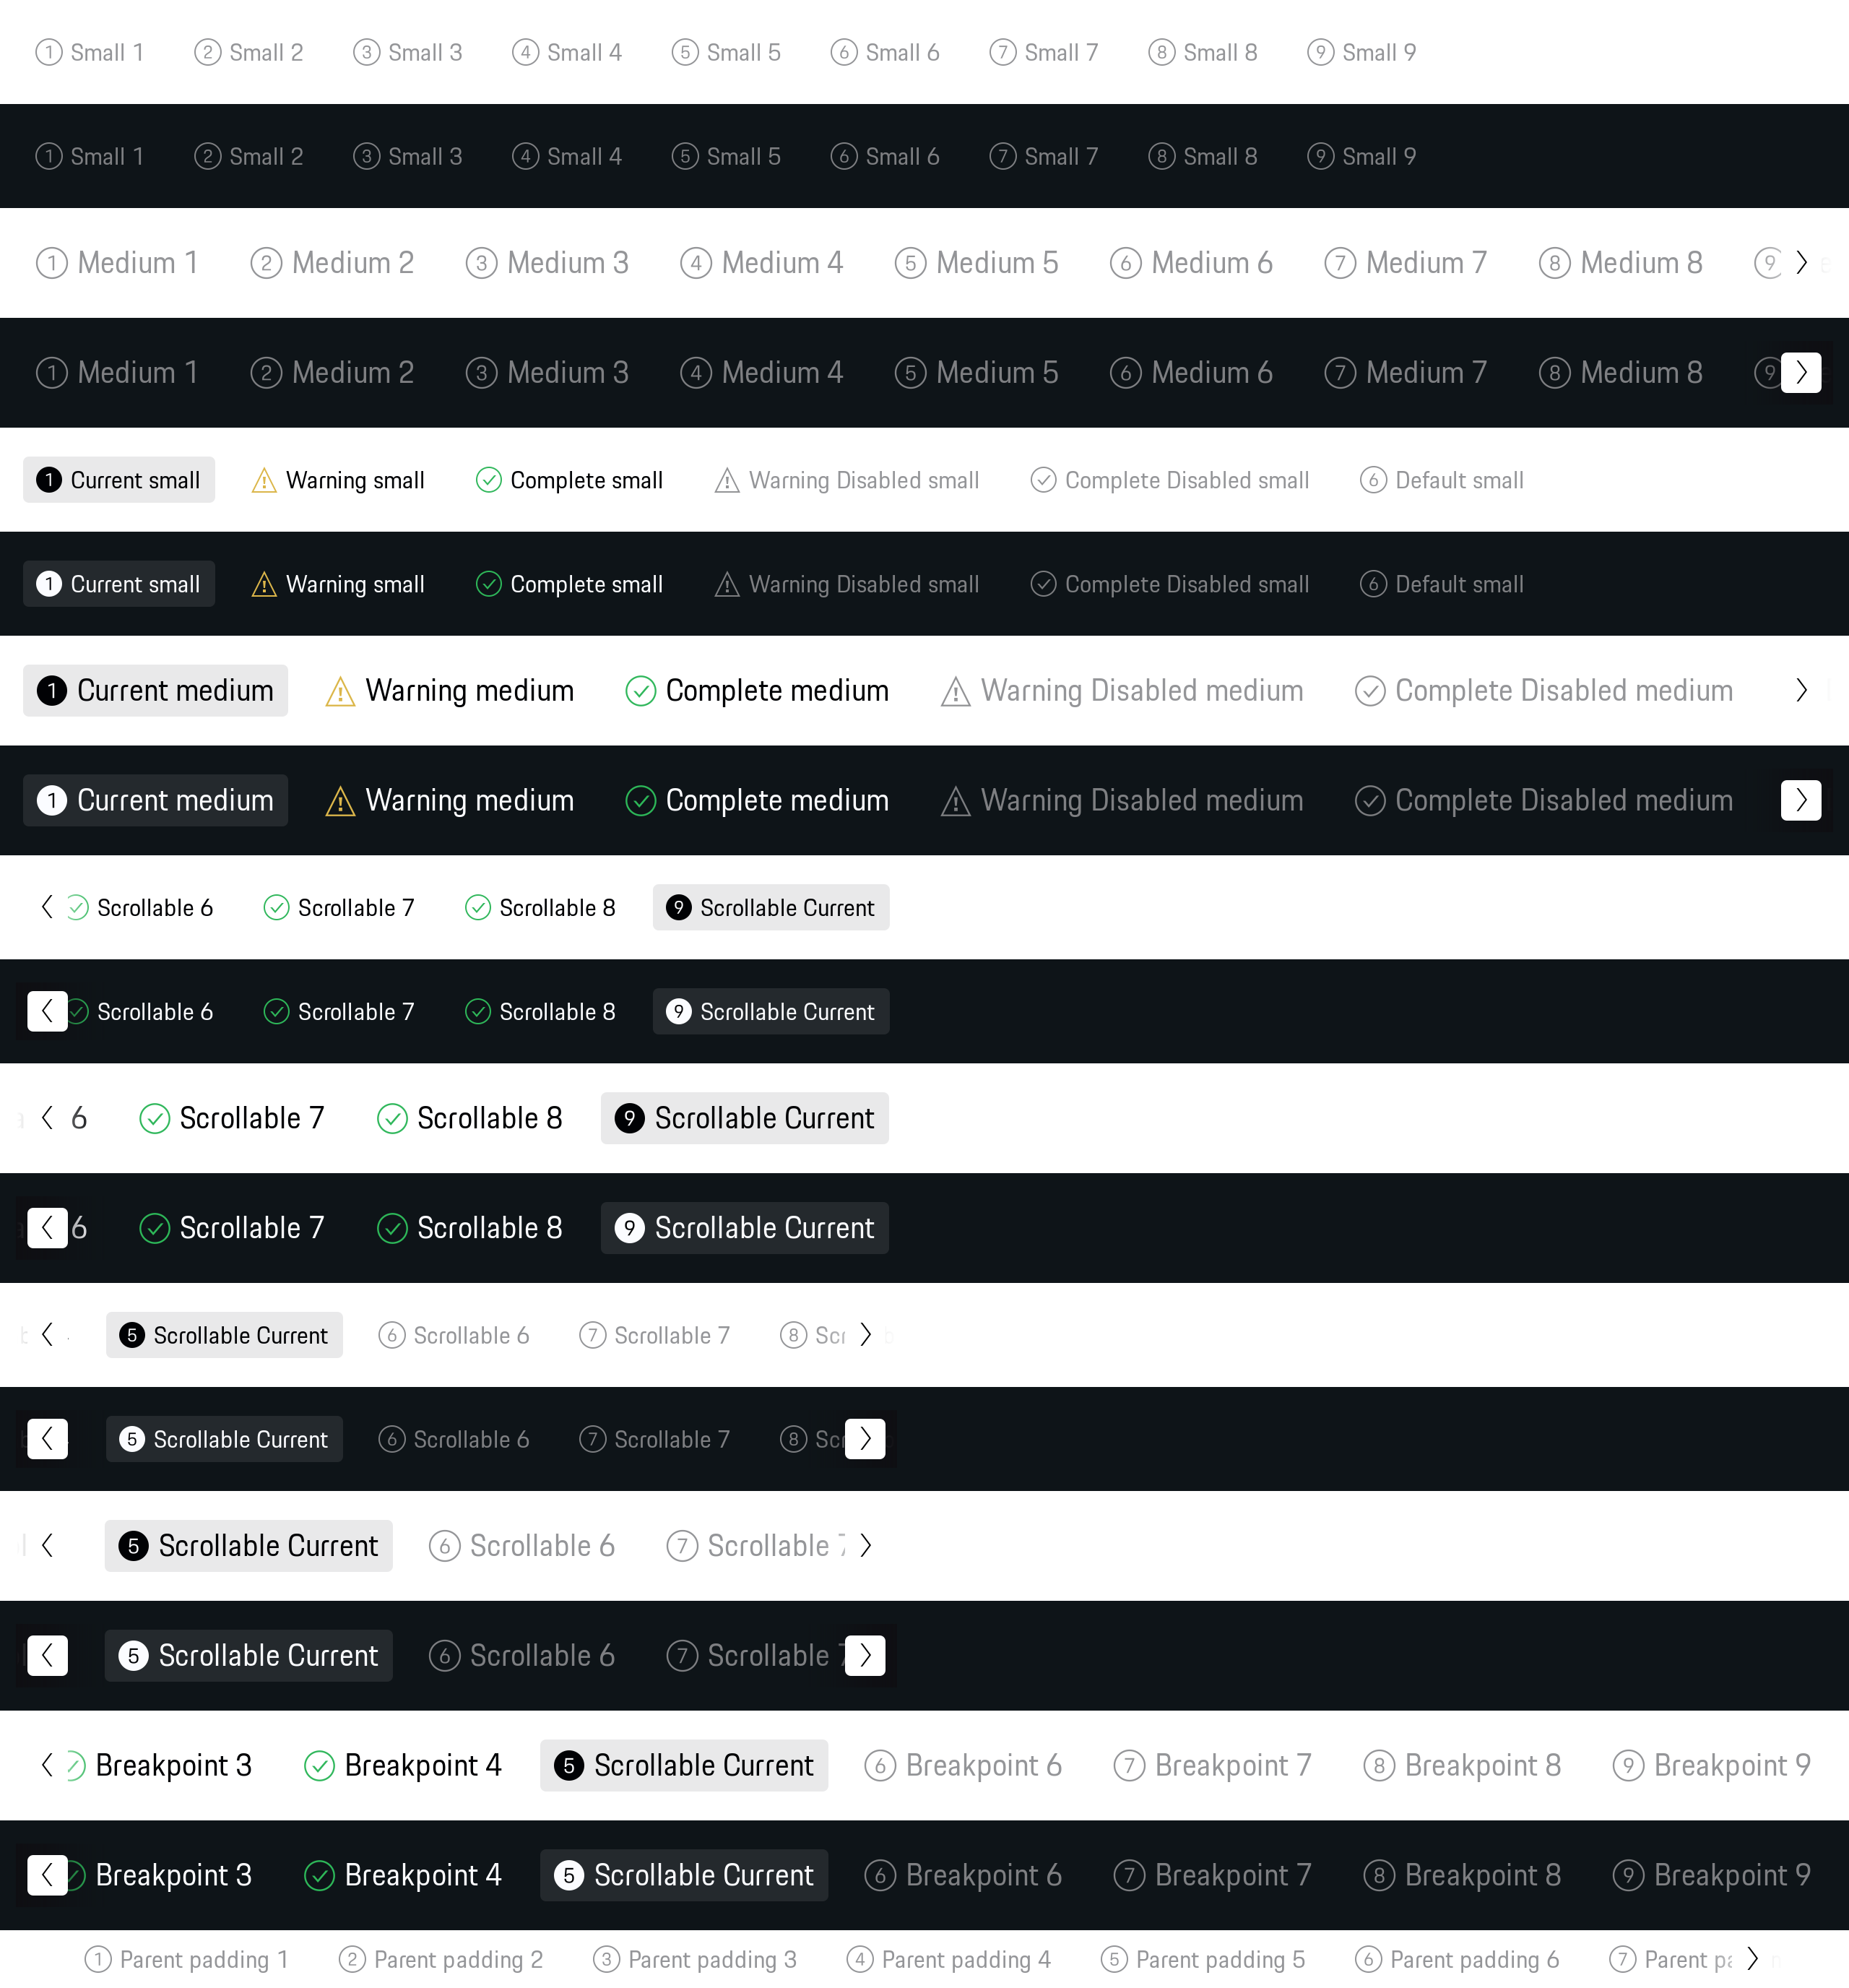 1 Small 1 2 Small 2 3 Small 3 4 Small 4 5 Small 5 6 Small 6 7 Small 7 8 Small 8 9 Small 9
1 Small 1 2 Small 2 3 Small 3 4 Small 4 5 Small 5 6 Small 6 7 Small 7 8 Small 8 9 Small 9
1 Medium 1 2 Medium 2 3 Medium 3 4 Medium 4 5 Medium 5 6 Medium 6 7 Medium 7 8 Medium 8 9
1 Medium 1 2 Medium 2 3 Medium 3 4 Medium 4 5 Medium 5 6 Medium 6 7 Medium 7 8 Medium 8 9
1 Current small Warning small Complete small Warning Disabled small Complete Disabled small 6 Default small
1 Current small Warning small Complete small Warning Disabled small Complete Disabled small 6 Default small
1 Current medium Warning medium Complete medium Warning Disabled medium Complete Disabled medium
1 Current medium Warning medium Complete medium Warning Disabled medium Complete Disabled medium
Scrollable 6 Scrollable 7 Scrollable 8 9 Scrollable Current
Scrollable 6 Scrollable 7 Scrollable 8 9 Scrollable Current
6 Scrollable 7 Scrollable 8 9 Scrollable Current
6 Scrollable 7 Scrollable 8 9 Scrollable Current
5 Scrollable Current 6 Scrollable 6 7 Scrollable 7 8 Scr
5 Scrollable Current 6 Scrollable 6 7 Scrollable 7 8 Sc
5 Scrollable Current 6 Scrollable 6 7 Scrollable
5 Scrollable Current 6 Scrollable 6 7 Scrollable
Breakpoint 3 Breakpoint 4 5 Scrollable Current 6 Breakpoint 6 7 Breakpoint 7 8 Breakpoint 8 9 Breakpoint 9
Breakpoint 3 Breakpoint 4 5 Scrollable Current 6 Breakpoint 6 7 Breakpoint 7 8 Breakpoint 8 9 Breakpoint 9
1 Parent padding 1 2 Parent padding 2 3 Parent padding 3 4 Parent padding 4 5 Parent padding 5 6 Parent padding 6 7 Parent pa